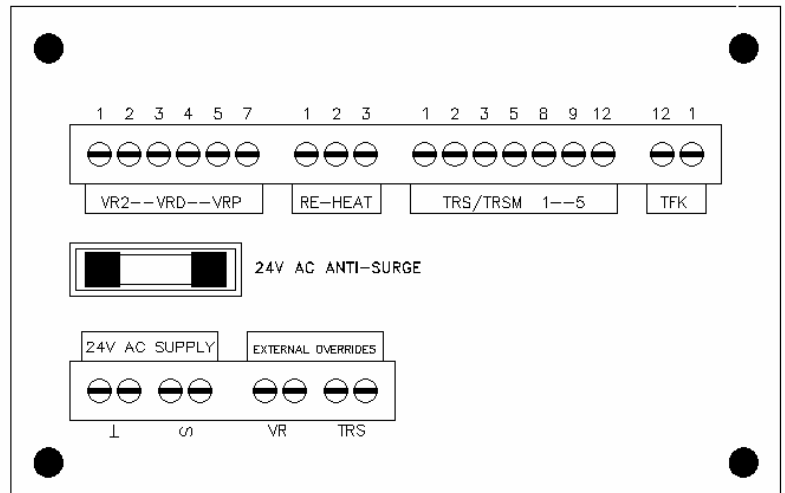 1 2 3 4 5 7 1 2 3 1 2 3 5 8 9 12 12 1
VR2--VRD--VRP RE-HEAT TRS/TRSM 1--5 TFK
24V AC ANTI-SURGE
24V AC SUPPLY EXTERNAL OVERRIDES
⊥ S VR TRS